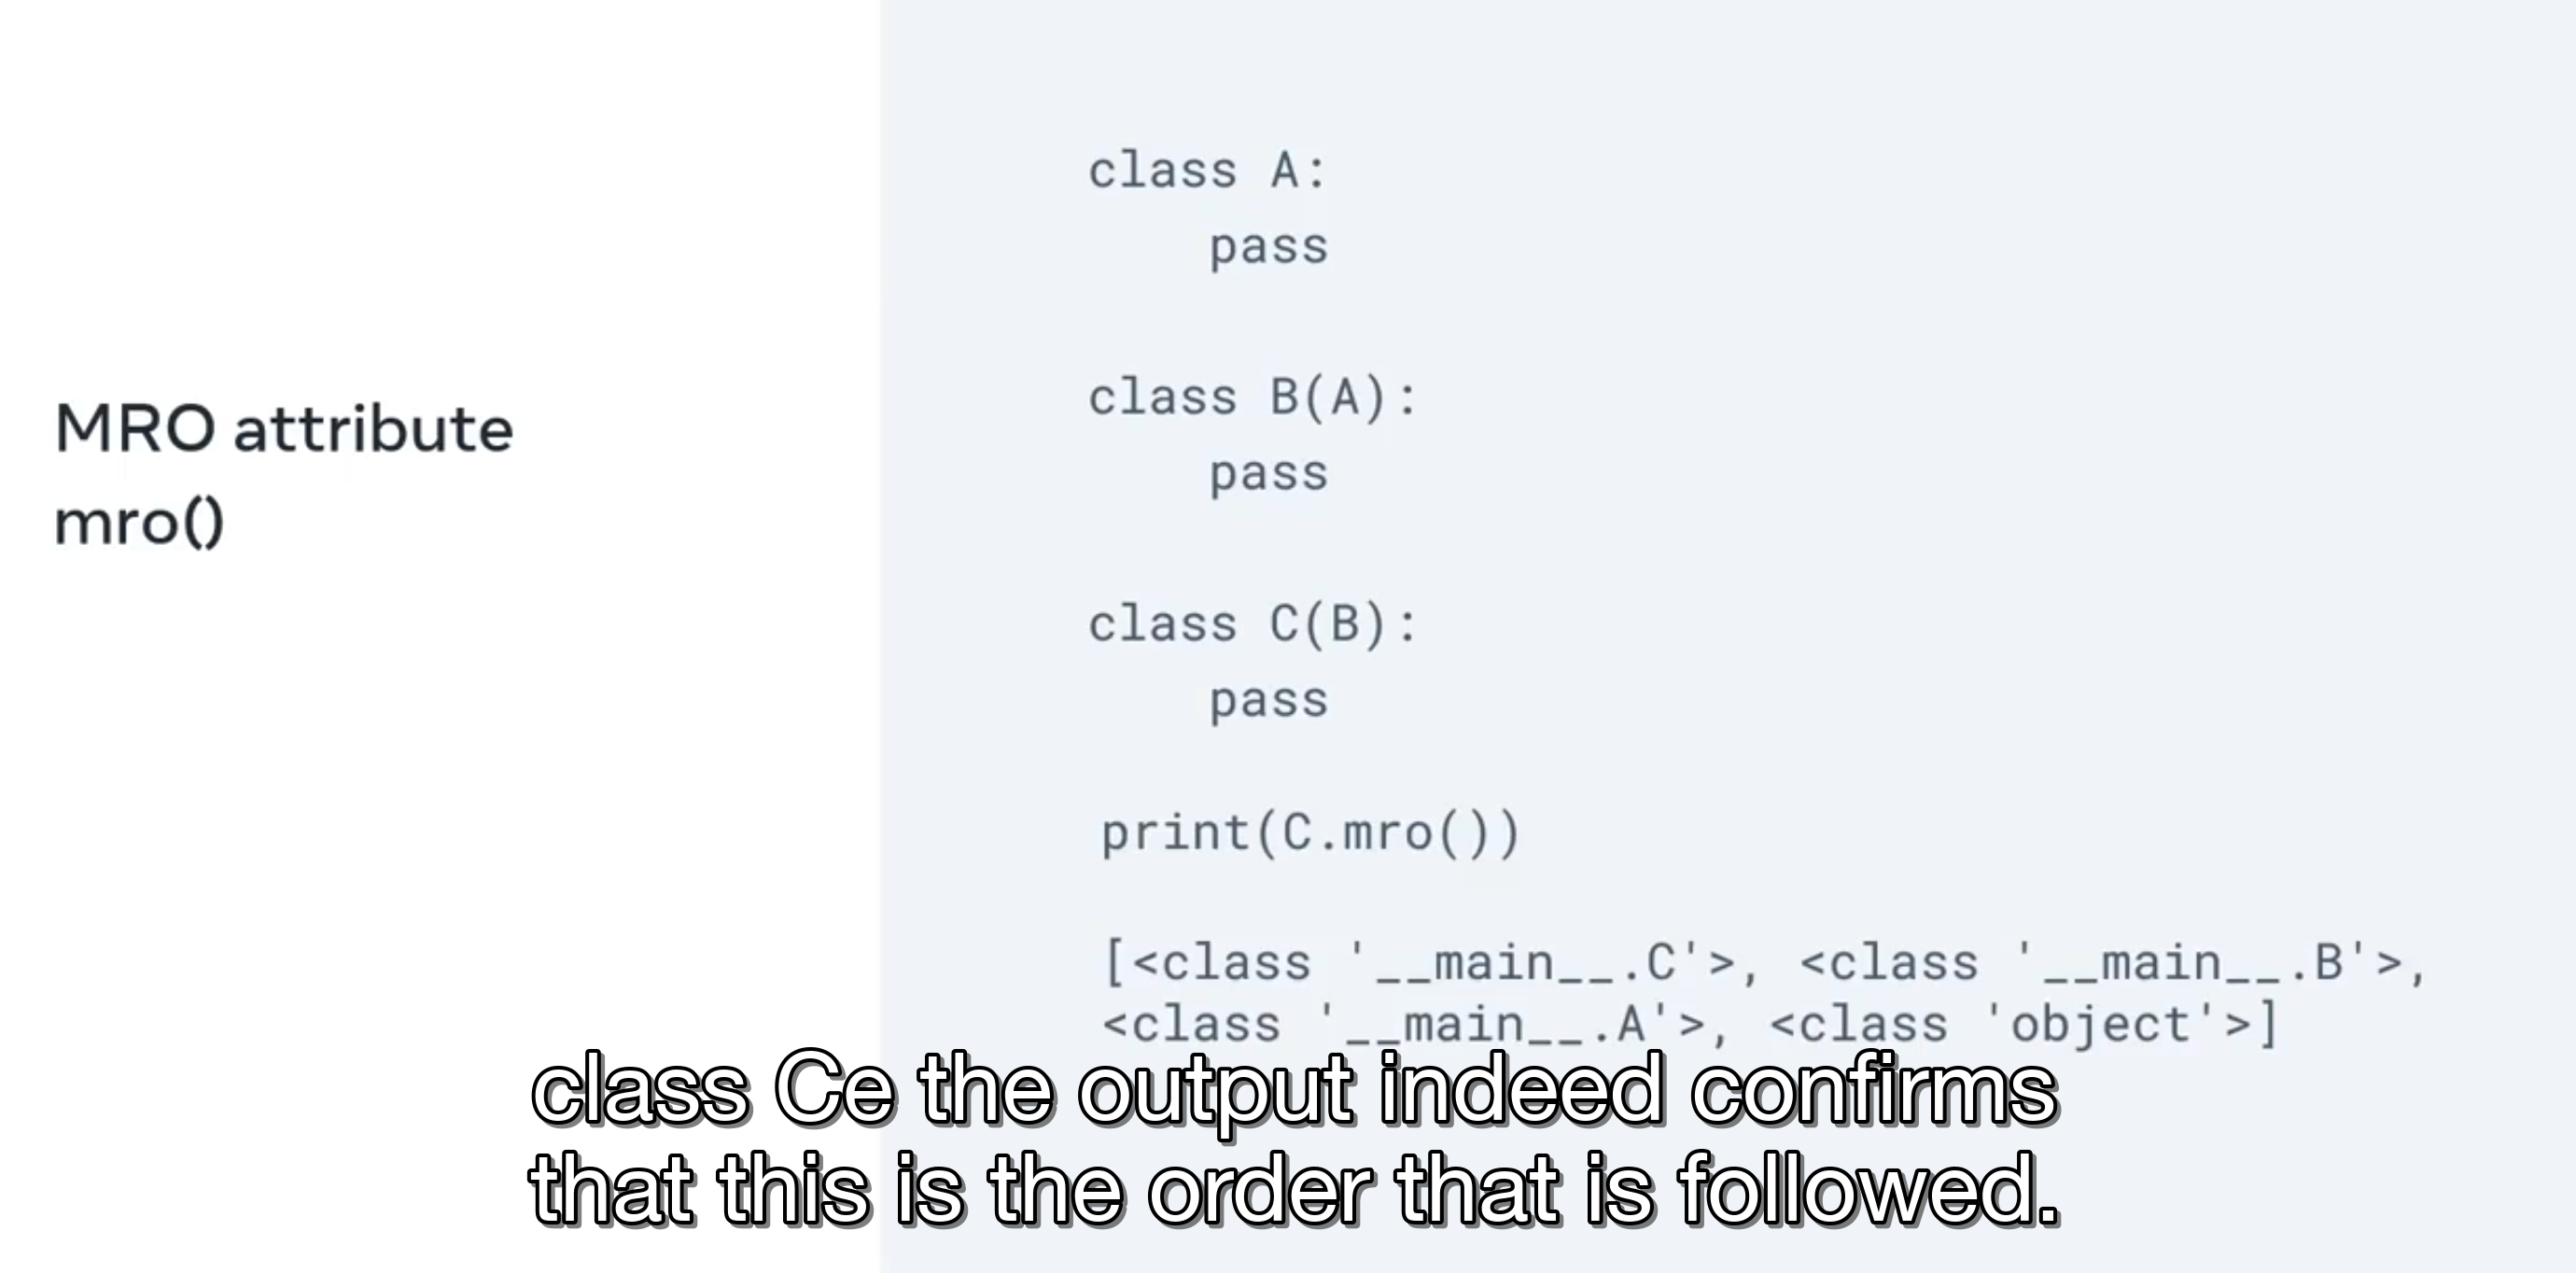 MRO attribute
mro()
class A:
    pass
class B(A):
    pass
class C(B):
    pass
print(C.mro())
[<class '__main__.C'>, <class '__main__.B'>,
<class '__main__.A'>, <class 'object'>]
class Ce the output indeed confirms
that this is the order that is followed.